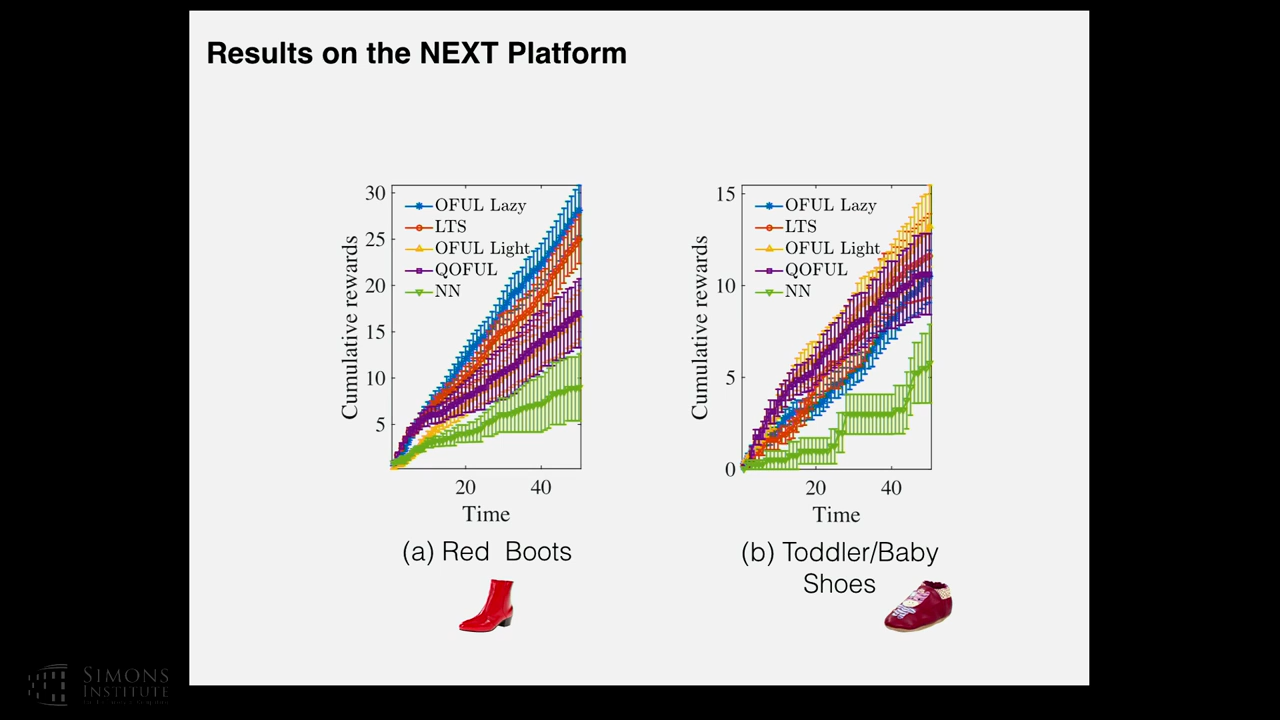 Results on the NEXT Platform
30
25
20
15
10
5
Cumulative rewards
OFUL Lazy
LTS
OFUL Light
QOFUL
NN
20
40
Time
(a) Red Boots
15
10
5
0
Cumulative rewards
OFUL Lazy
LTS
OFUL Light
QOFUL
NN
20
40
Time
(b) Toddler/Baby
Shoes
SIMONS
INSTITUTE